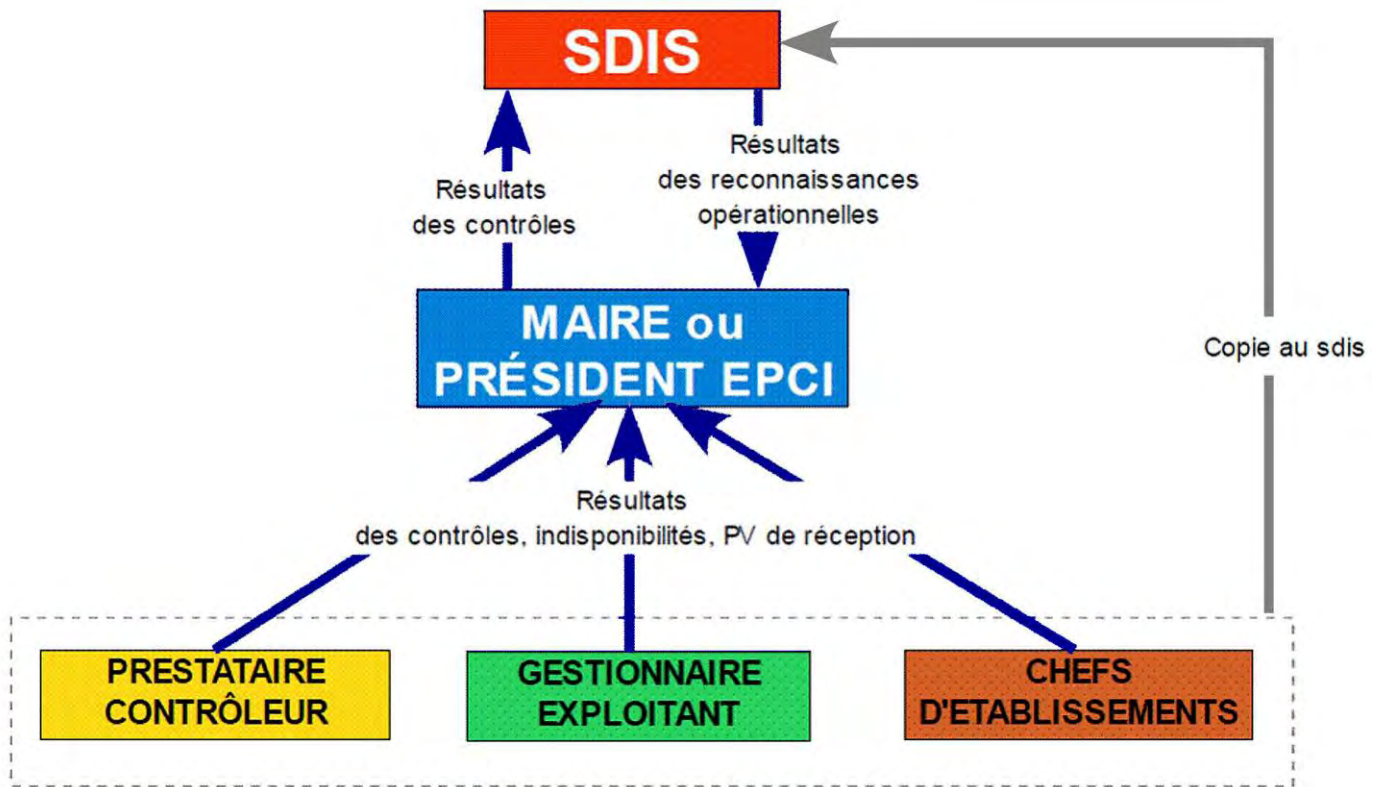 SDIS
Résultats
des contrôles
Résultats
des reconnaissances
opérationnelles
MAIRE ou
PRÉSIDENT EPCI
Copie au sdis
Résultats
des contrôles, indisponibilités, PV de réception
PRESTATAIRE
CONTRÔLEUR
GESTIONNAIRE
EXPLOITANT
CHEFS
D'ETABLISSEMENTS